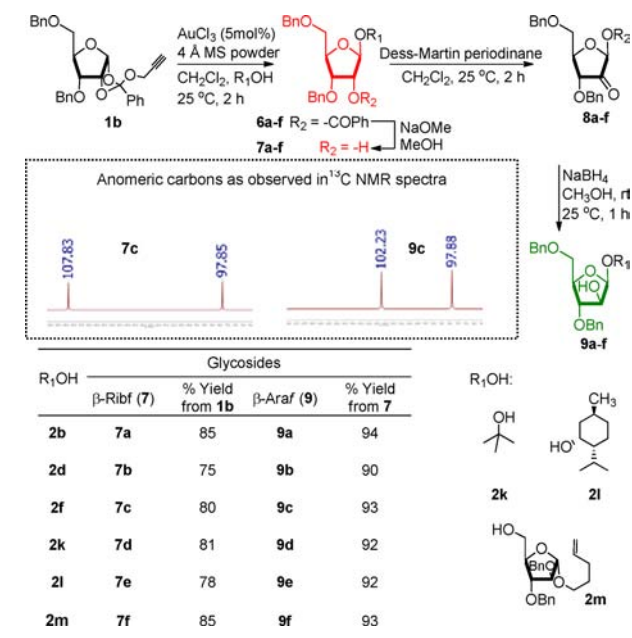 BnO
O
O
O
O
BnO
Ph
1b
AuCl3 (5mol%)
4 Å MS powder
CH2Cl2, R1OH
25 °C, 2 h
BnO
OR1
O
BnO
OR2
6a-f R2 = -COPh
7a-f R2 = -H
NaOMe
MeOH
Dess-Martin periodinane
CH2Cl2, 25 °C, 2 h
BnO
OR2
O
O
OBn
8a-f
NaBH4
CH3OH, rt
25 °C, 1 h
BnO
OR1
O
HO
OBn
9a-f
Anomeric carbons as observed in 13C NMR spectra
107.83
7c
97.85
102.23
9c
97.88
R1OH
Glycosides
β-Ribf (7)
% Yield from 1b
β-Araf (9)
% Yield from 7
2b 7a 85 9a 94
2d 7b 75 9b 90
2f 7c 80 9c 93
2k 7d 81 9d 92
2l 7e 78 9e 92
2m 7f 85 9f 93
R1OH:
OH
2k
CH3
HO
2l
HO
O
BnO
O
OBn
2m